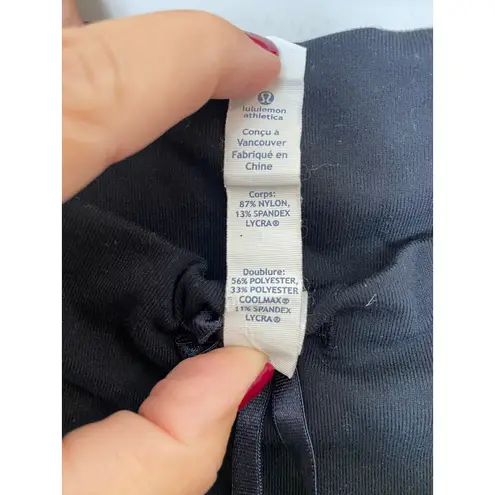 lululemon
athletica
Conçu à
Vancouver
Fabriqué en
Chine
Corps:
87% NYLON,
13% SPANDEX
LYCRA®
Doublure:
56% POLYESTER,
33% POLYESTER
COOLMAX®
11% SPANDEX
LYCRA®